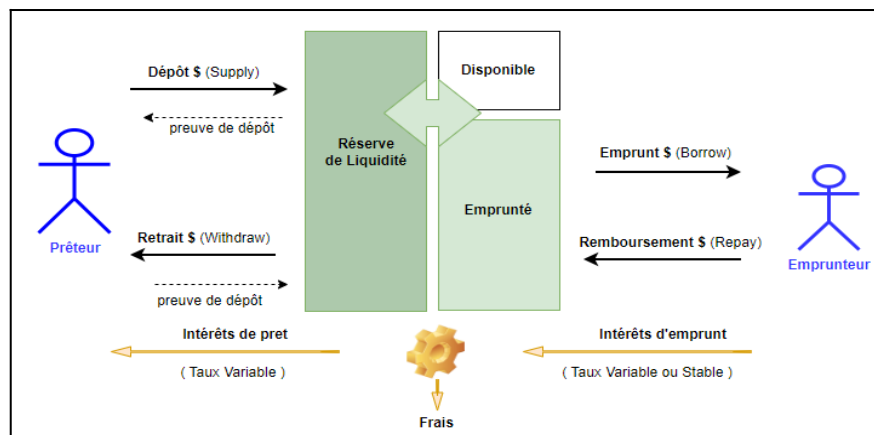 Dépôt $ (Supply)
preuve de dépôt
Prêteur
Retrait $ (Withdraw)
preuve de dépôt
Réserve
de Liquidité
Disponible
Emprunté
Emprunt $ (Borrow)
Remboursement $ (Repay)
Emprunteur
Intérêts de pret
( Taux Variable )
Frais
Intérêts d'emprunt
( Taux Variable ou Stable )